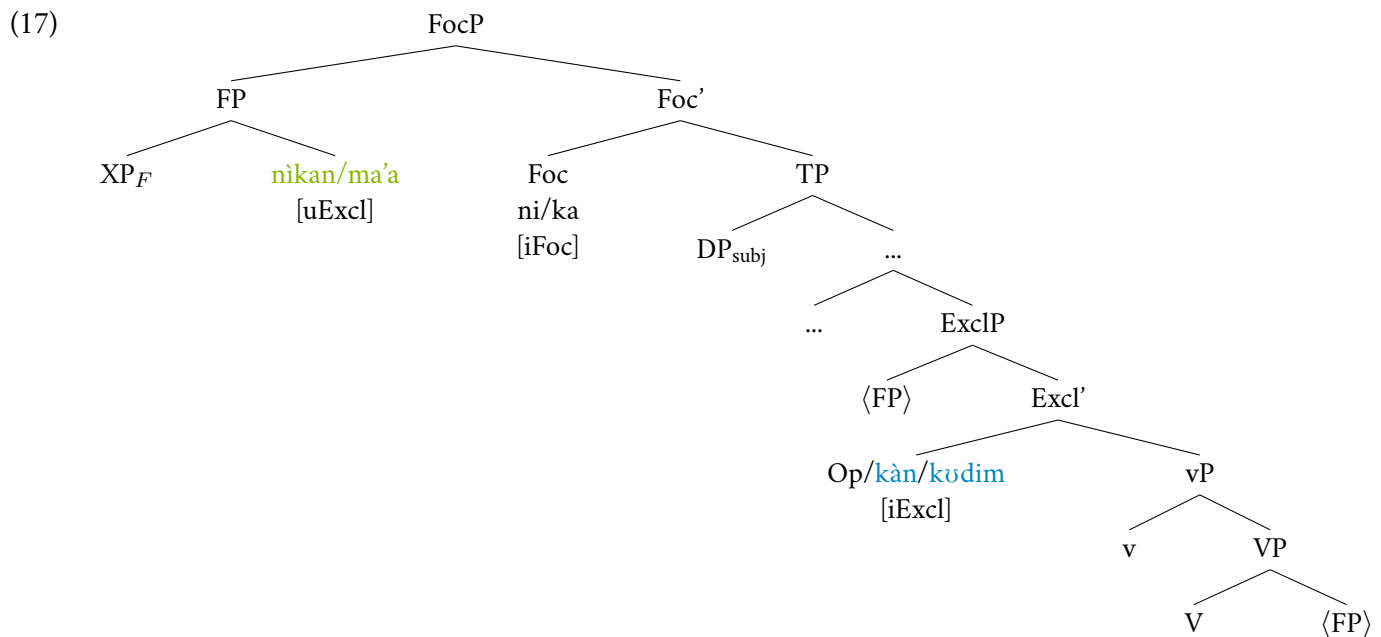 (17) FocP
FP Foc’
XP_F nìkan/ma’a Foc TP
[uExcl] ni/ka
[iFoc] DP_subj ...
... ExclP
⟨FP⟩ Excl’
Op/kàn/kʊdim vP
[iExcl]
v VP
V ⟨FP⟩